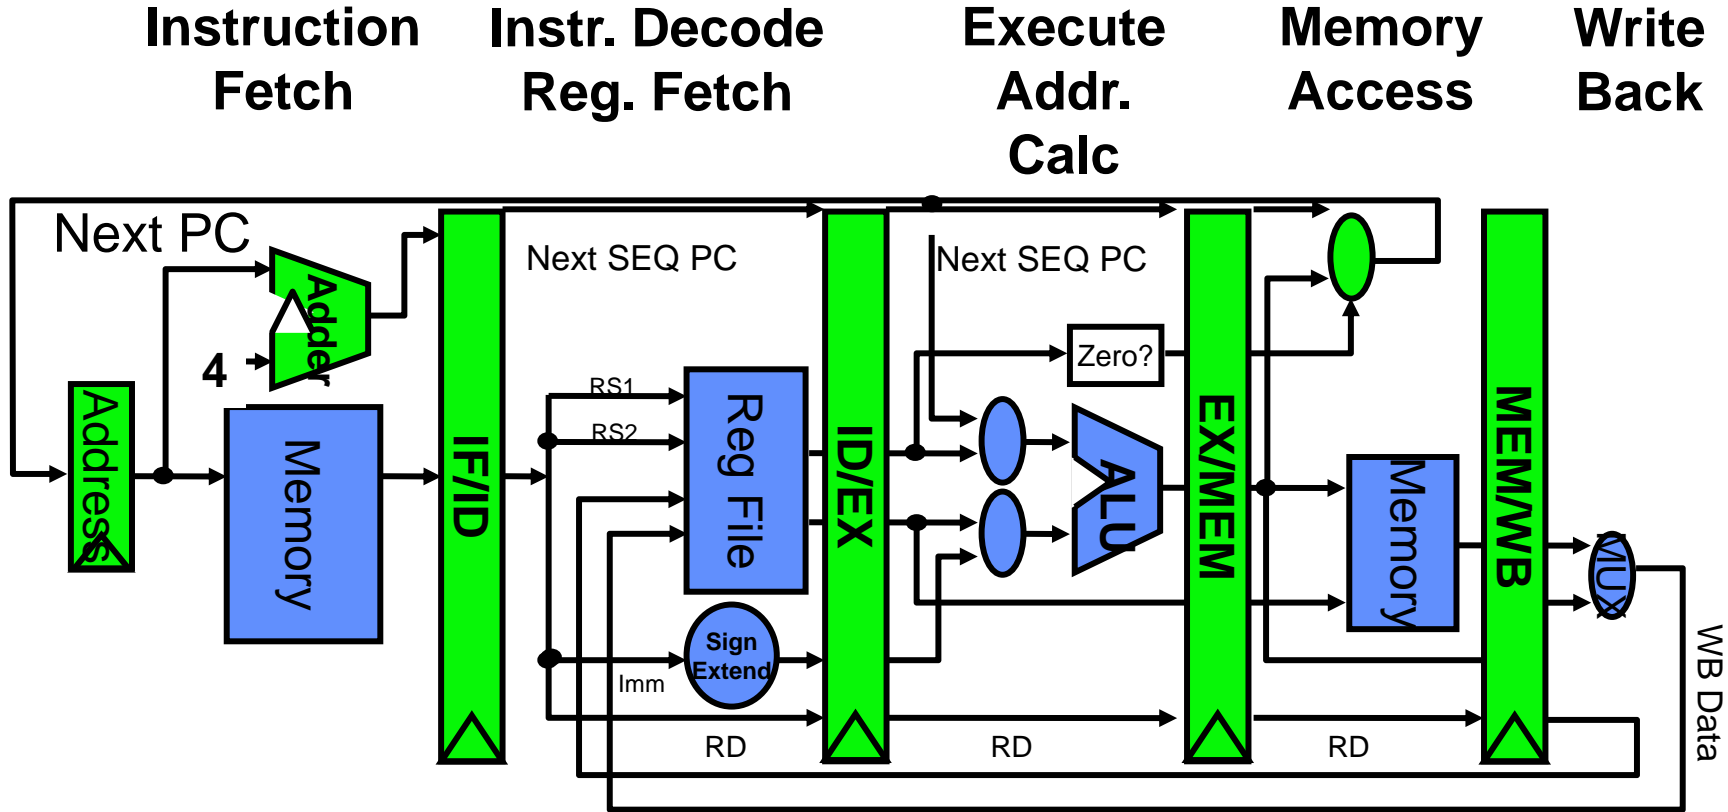 Instruction
Fetch
Instr. Decode
Reg. Fetch
Execute
Addr.
Calc
Memory
Access
Write
Back
Next PC
Adder
4
Address
Memory
IF/ID
Next SEQ PC
RS1
RS2
Reg File
Sign
Extend
Imm
RD
ID/EX
Next SEQ PC
Zero?
ALU
RD
EX/MEM
Memory
RD
MEM/WB
MUX
WB Data